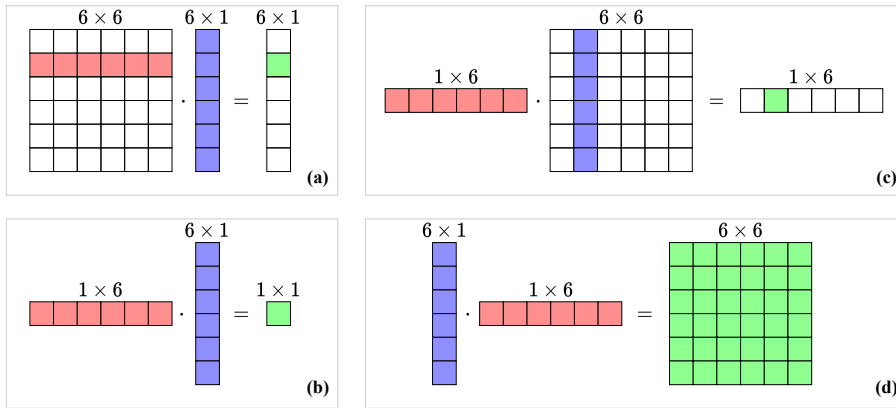 6 × 6 6 × 1 6 × 1
· =
(a)
6 × 6
1 × 6 1 × 6
· =
(c)
6 × 1
1 × 6 1 × 1
· =
(b)
6 × 1 6 × 6
1 × 6
· =
(d)